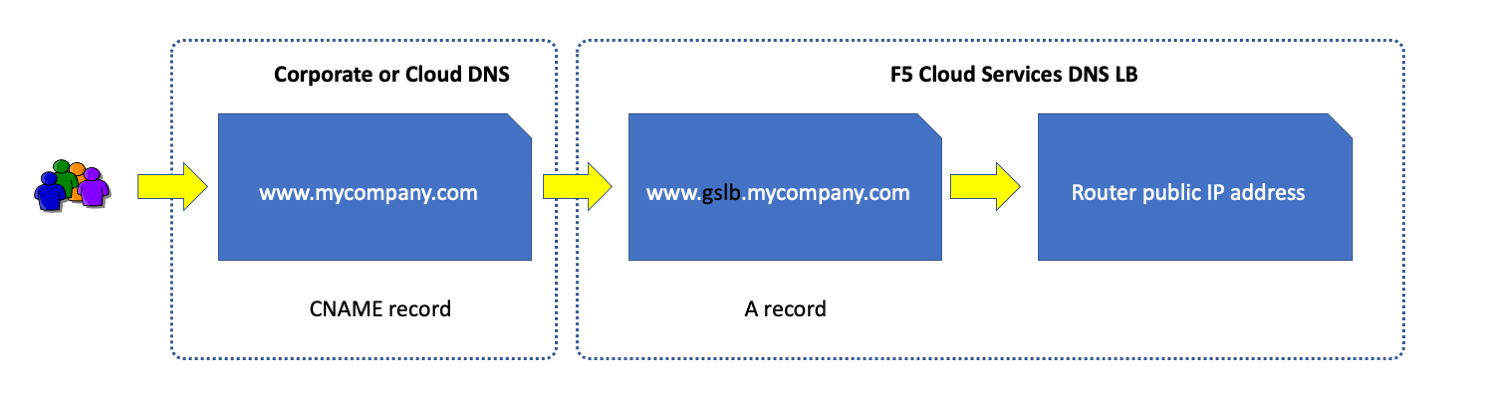 Corporate or Cloud DNS
F5 Cloud Services DNS LB
www.mycompany.com
www.gslb.mycompany.com
Router public IP address
CNAME record
A record